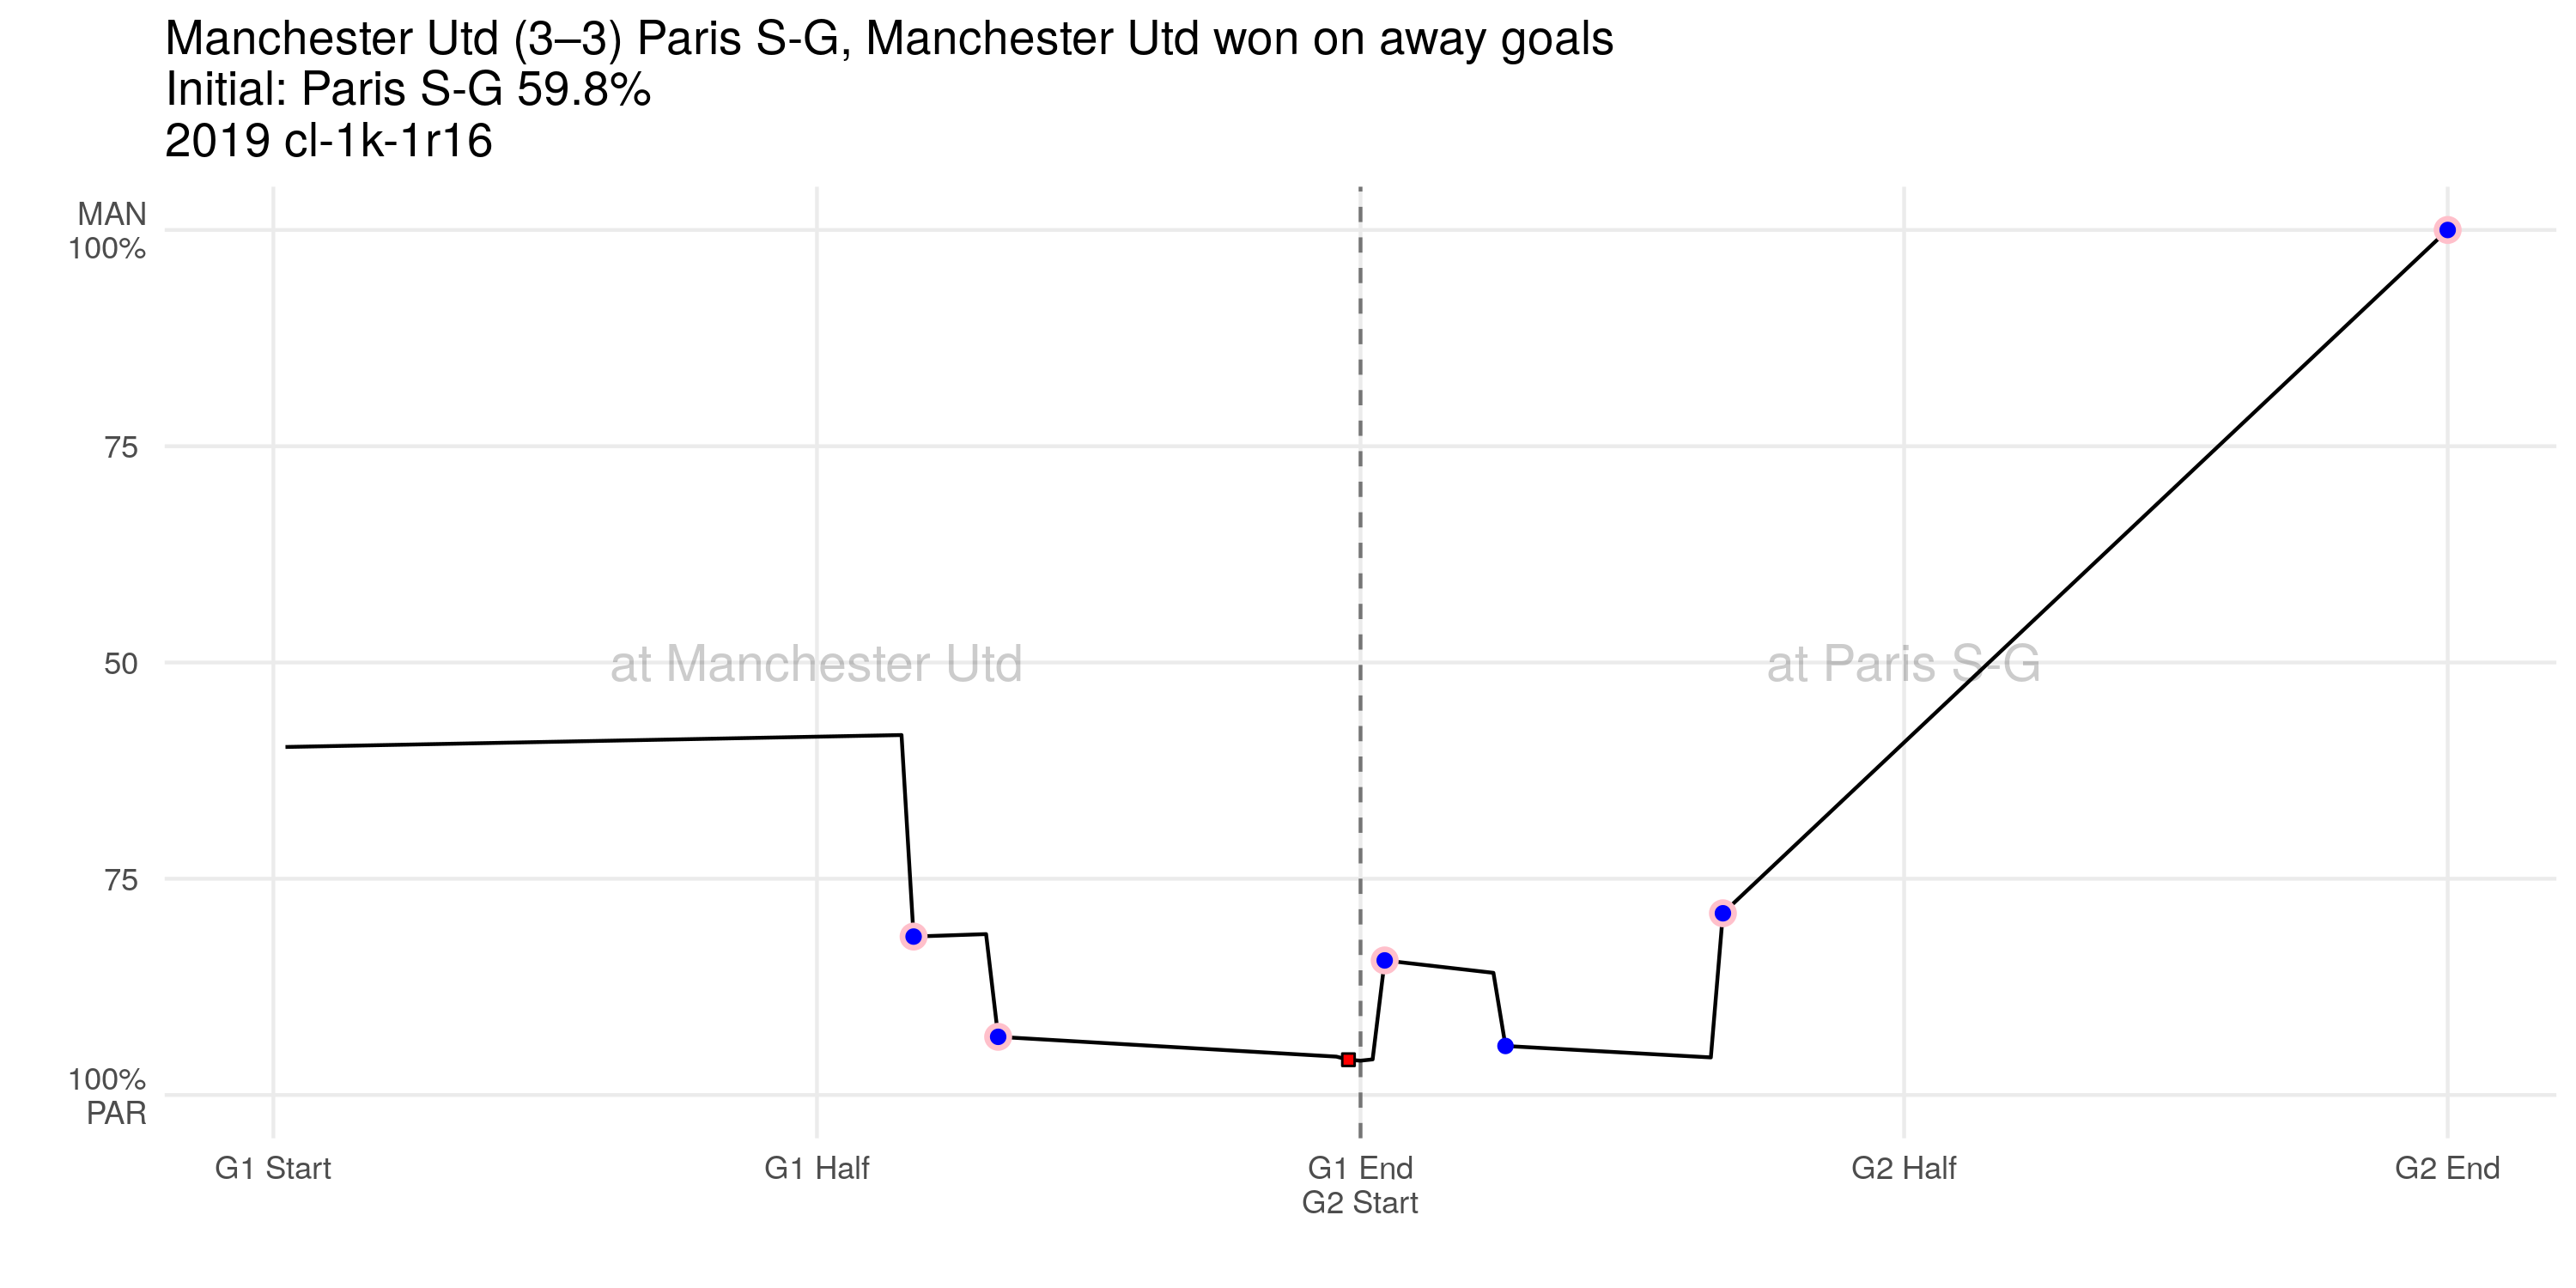 Manchester Utd (3–3) Paris S-G, Manchester Utd won on away goals
Initial: Paris S-G 59.8%
2019 cl-1k-1r16
MAN
100%
75
50
75
100%
PAR
at Manchester Utd
at Paris S-G
G1 Start
G1 Half
G1 End
G2 Start
G2 Half
G2 End